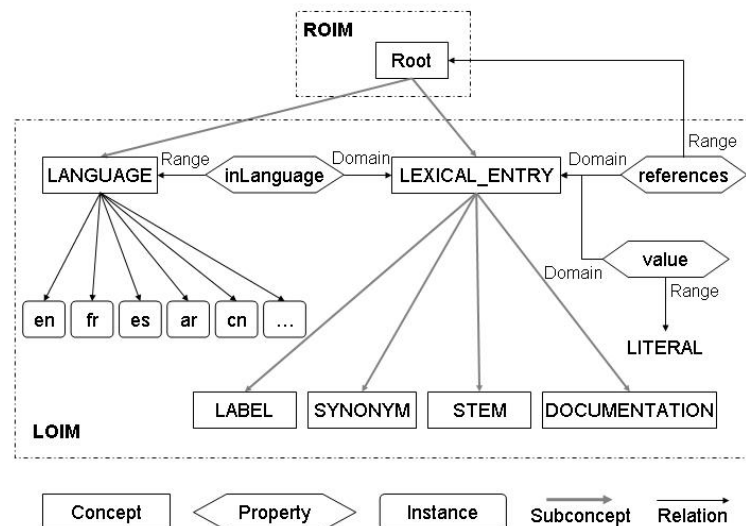 ROIM
Root
Range
Range
Domain
Domain
LANGUAGE
inLanguage
LEXICAL_ENTRY
references
Domain
value
Range
en
fr
es
ar
cn
...
LITERAL
LABEL
SYNONYM
STEM
DOCUMENTATION
LOIM
Concept
Property
Instance
Subconcept
Relation